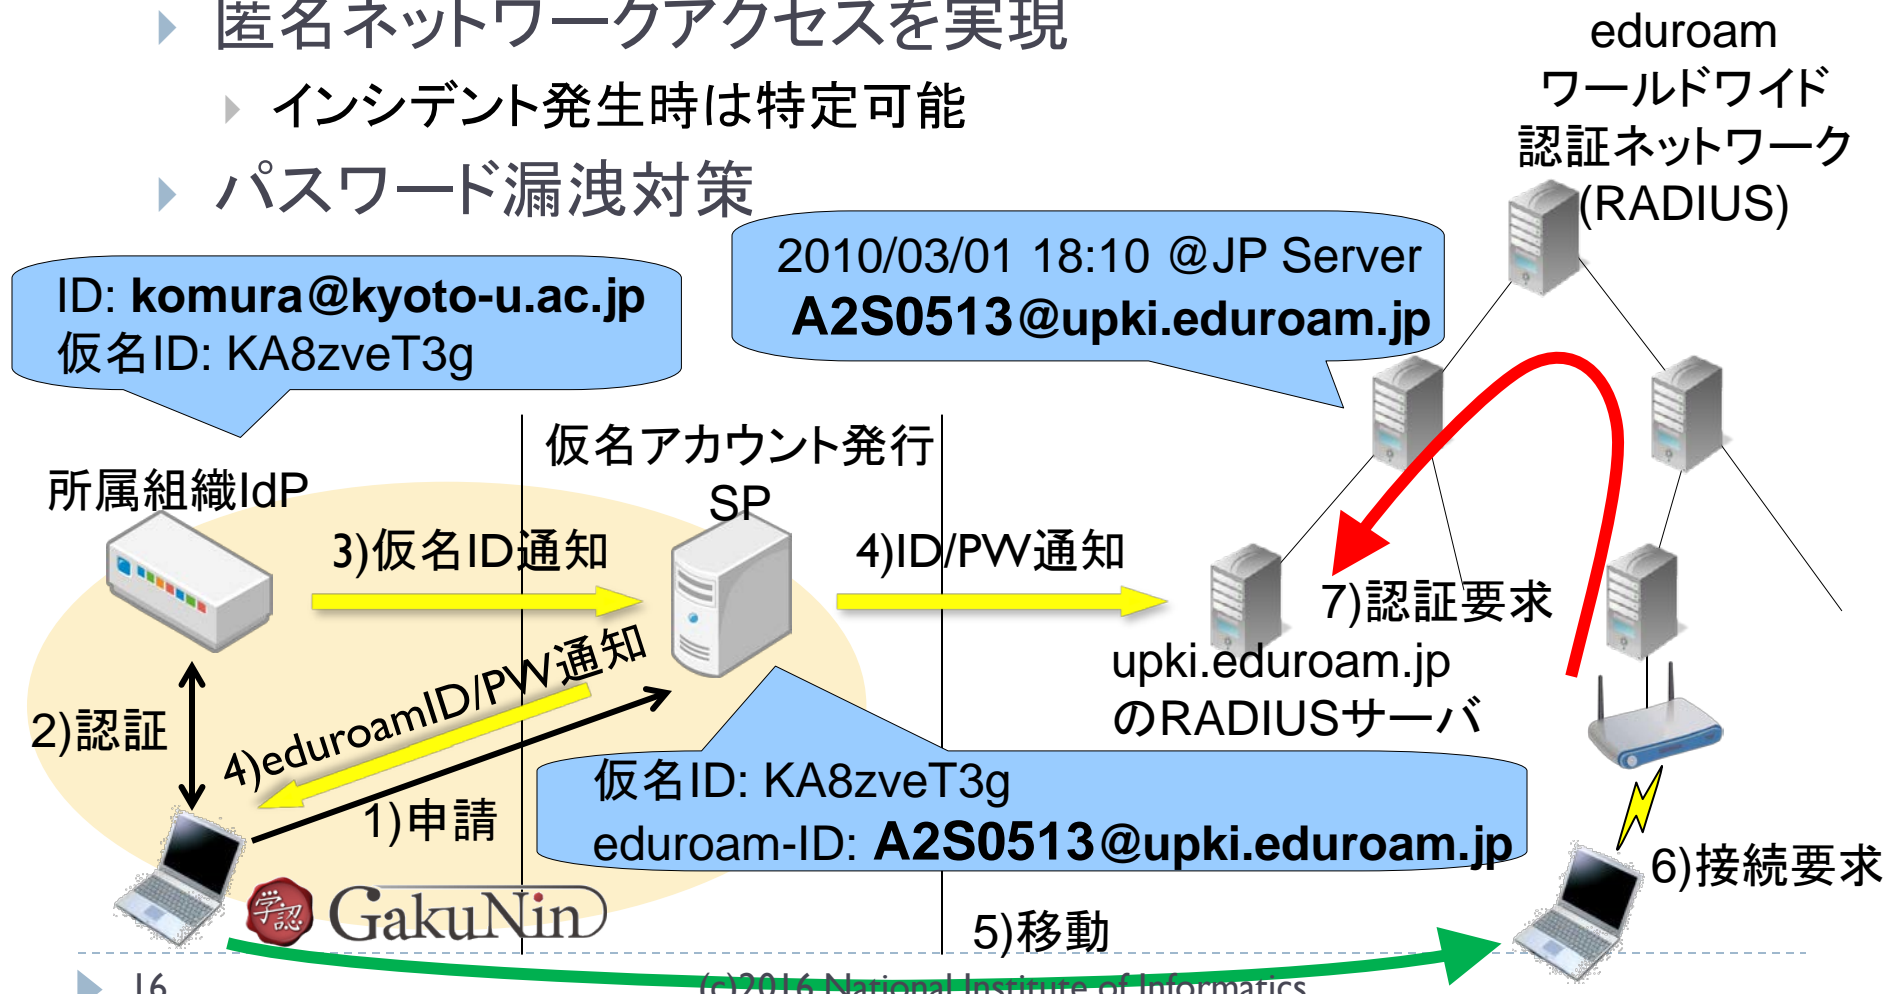 匿名ネットワークアクセスを実現
インシデント発生時は特定可能
パスワード漏洩対策
eduroam
ワールドワイド
認証ネットワーク
(RADIUS)
2010/03/01 18:10 @JP Server
A2S0513@upki.eduroam.jp
ID: komura@kyoto-u.ac.jp
仮名ID: KA8zveT3g
所属組織IdP
仮名アカウント発行
SP
3)仮名ID通知
4)ID/PW通知
7)認証要求
upki.eduroam.jp
のRADIUSサーバ
2)認証
4)eduroamID/PW通知
1)申請
仮名ID: KA8zveT3g
eduroam-ID: A2S0513@upki.eduroam.jp
6)接続要求
学認
GakuNin
5)移動
16
(c)2016 National Institute of Informatics